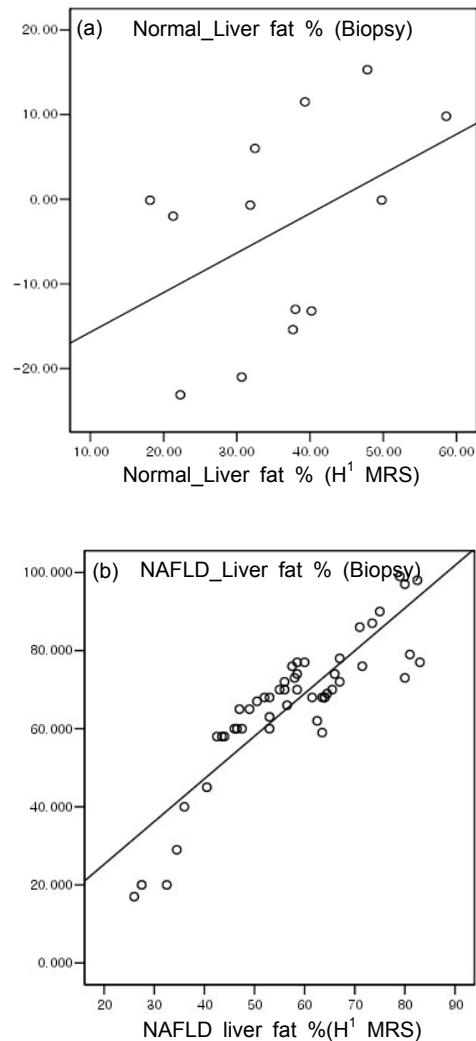 (a) Normal_Liver fat % (Biopsy)
20.00
10.00
0.00
-10.00
-20.00
10.00 20.00 30.00 40.00 50.00 60.00
Normal_Liver fat % (H¹ MRS)
(b) NAFLD_Liver fat % (Biopsy)
100.000
80.000
60.000
40.000
20.000
0.000
20 30 40 50 60 70 80 90
NAFLD liver fat %(H¹ MRS)